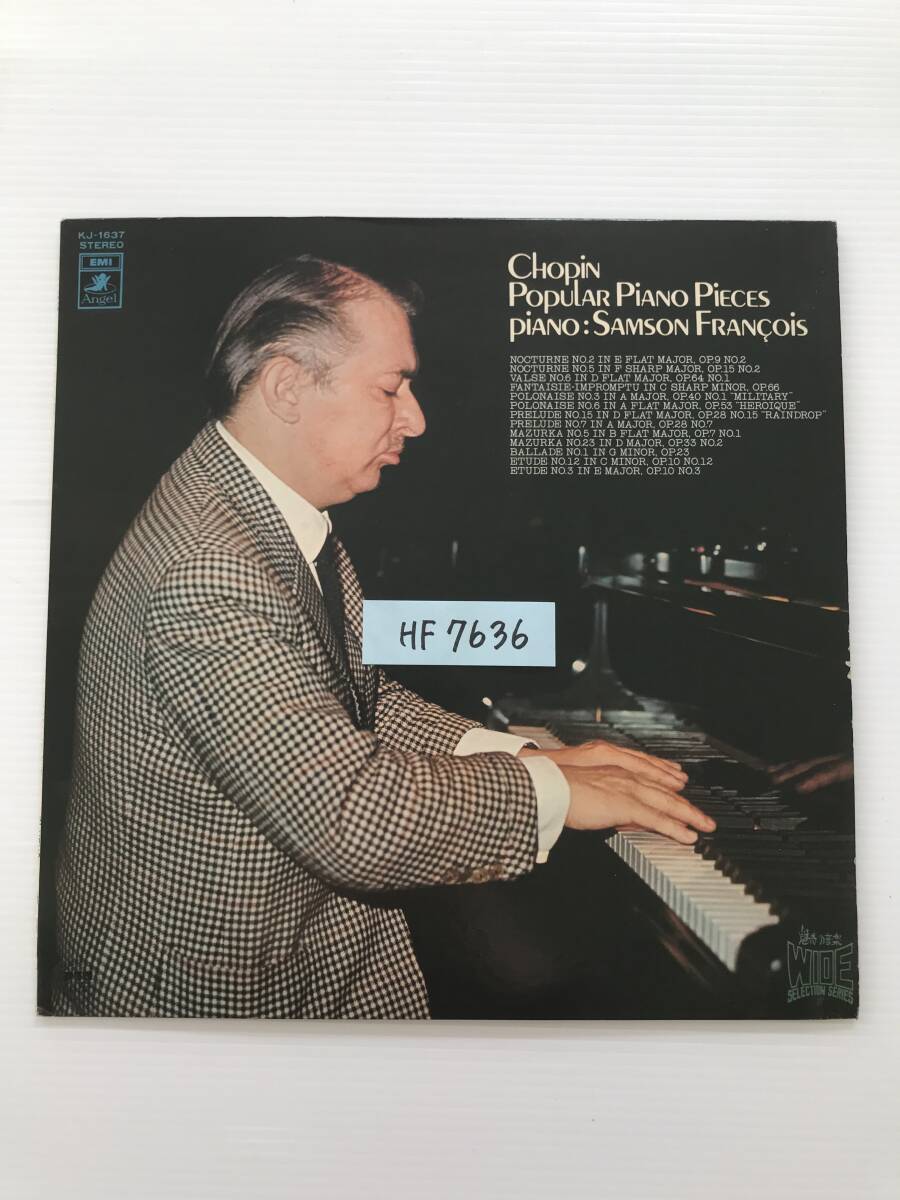 KJ-1637
STEREO
EMI
Angel
Chopin
Popular Piano Pieces
piano: Samson François
NOCTURNE NO.2 IN E FLAT MAJOR, OP.9 NO.2
NOCTURNE NO.5 IN F SHARP MAJOR, OP.15 NO.2
VALSE NO.6 IN D FLAT MAJOR, OP.64 NO.1
FANTAISIE-IMPROMPTU IN C SHARP MINOR, OP.66
POLONAISE NO.3 IN A MAJOR, OP.40 NO.1 "MILITARY"
POLONAISE NO.6 IN A FLAT MAJOR, OP.53 "HEROIQUE"
PRELUDE NO.15 IN D FLAT MAJOR, OP.28 NO.15 "RAINDROP"
PRELUDE NO.7 IN A MAJOR, OP.28 NO.7
MAZURKA NO.5 IN B FLAT MAJOR, OP.7 NO.1
MAZURKA NO.23 IN D MAJOR, OP.33 NO.2
BALLADE NO.1 IN G MINOR, OP.23
ETUDE NO.12 IN C MINOR, OP.10 NO.12
ETUDE NO.3 IN E MAJOR, OP.10 NO.3
HF 7636
WIDE
SELECTION SERIES